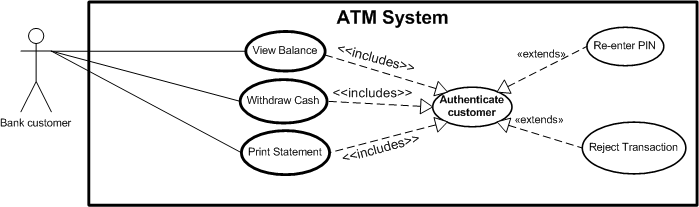 ATM System
View Balance
<<includes>>
«extends»
Re-enter PIN
Withdraw Cash
<<includes>>
Authenticate
customer
Bank customer
«extends»
Print Statement
<<includes>>
Reject Transaction